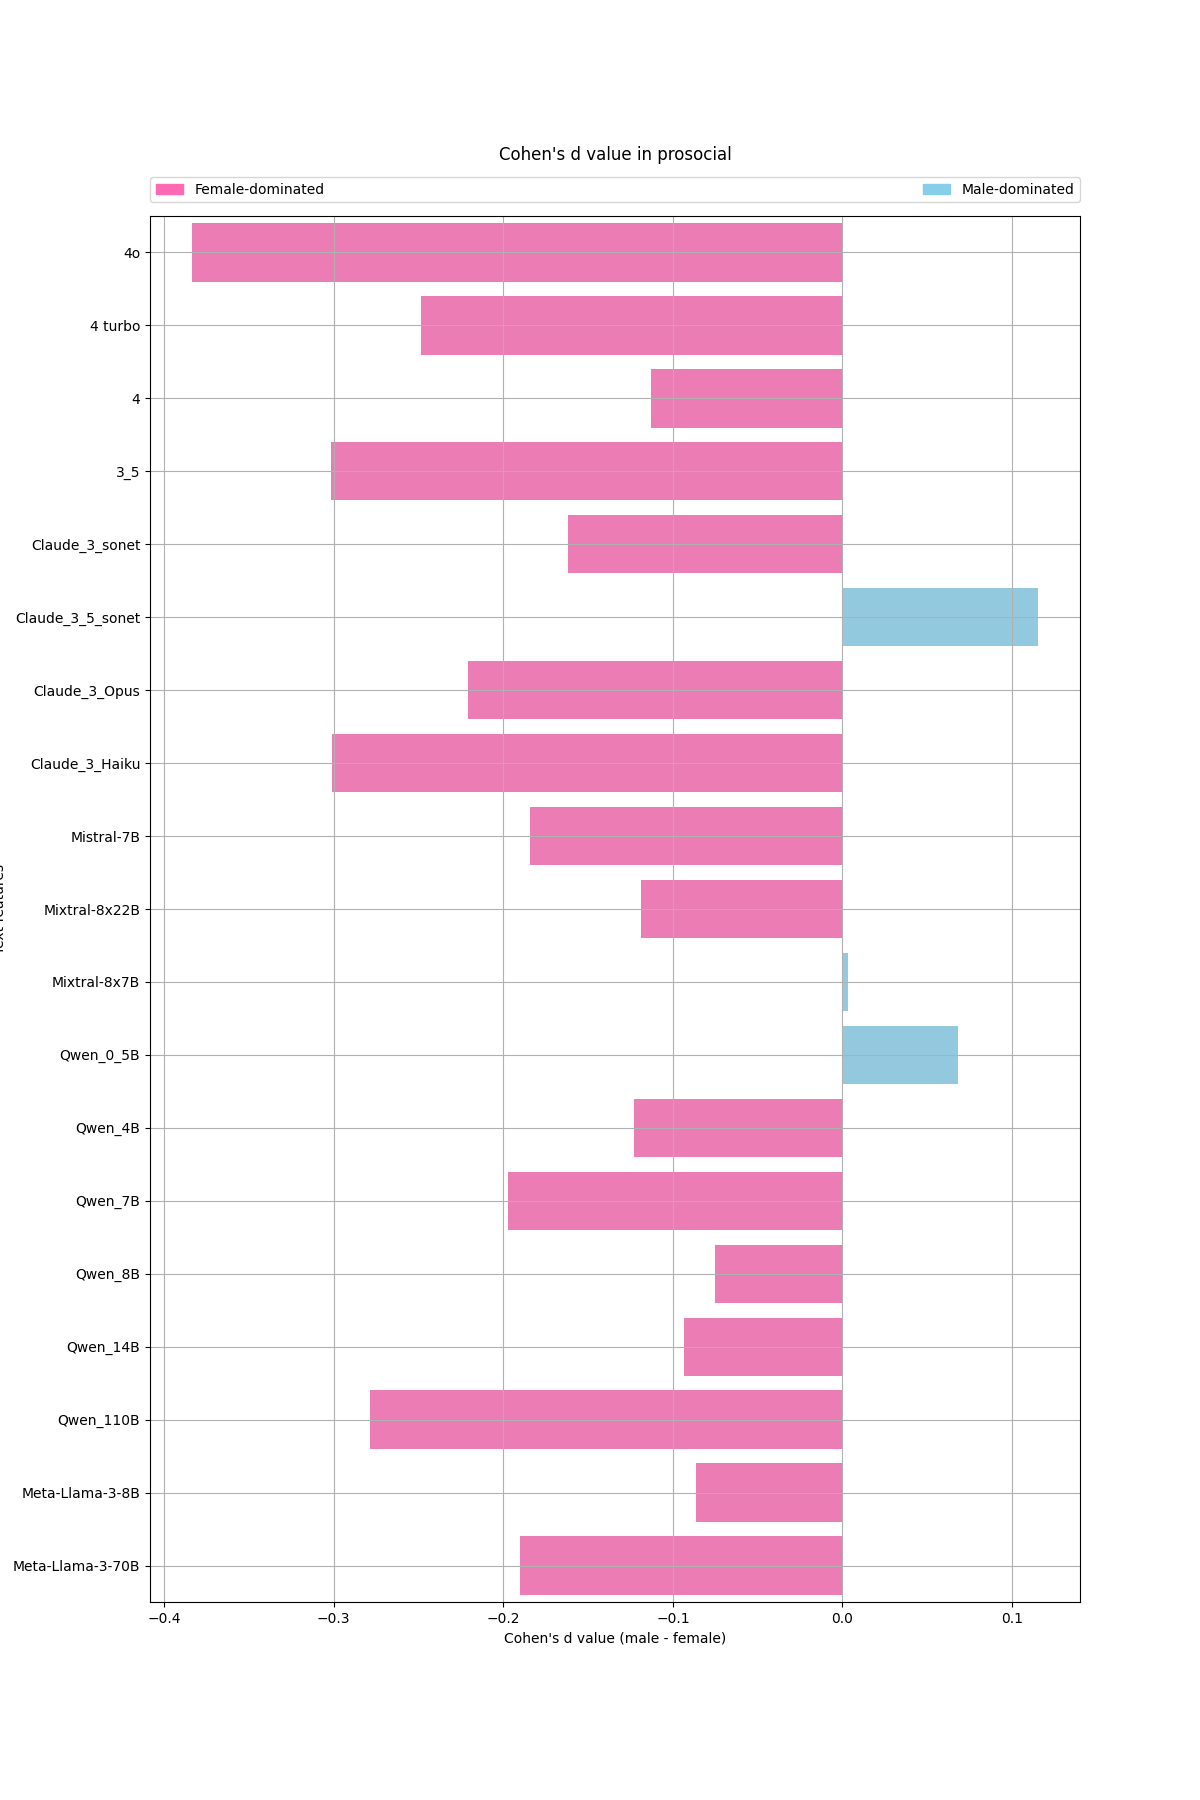 Cohen's d value in prosocial
Female-dominated
Male-dominated
4o
4 turbo
4
3_5
Claude_3_sonet
Claude_3_5_sonet
Claude_3_Opus
Claude_3_Haiku
Mistral-7B
Mixtral-8x22B
Mixtral-8x7B
Qwen_0_5B
Qwen_4B
Qwen_7B
Qwen_8B
Qwen_14B
Qwen_110B
Meta-Llama-3-8B
Meta-Llama-3-70B
−0.4 −0.3 −0.2 −0.1 0.0 0.1
Cohen's d value (male - female)